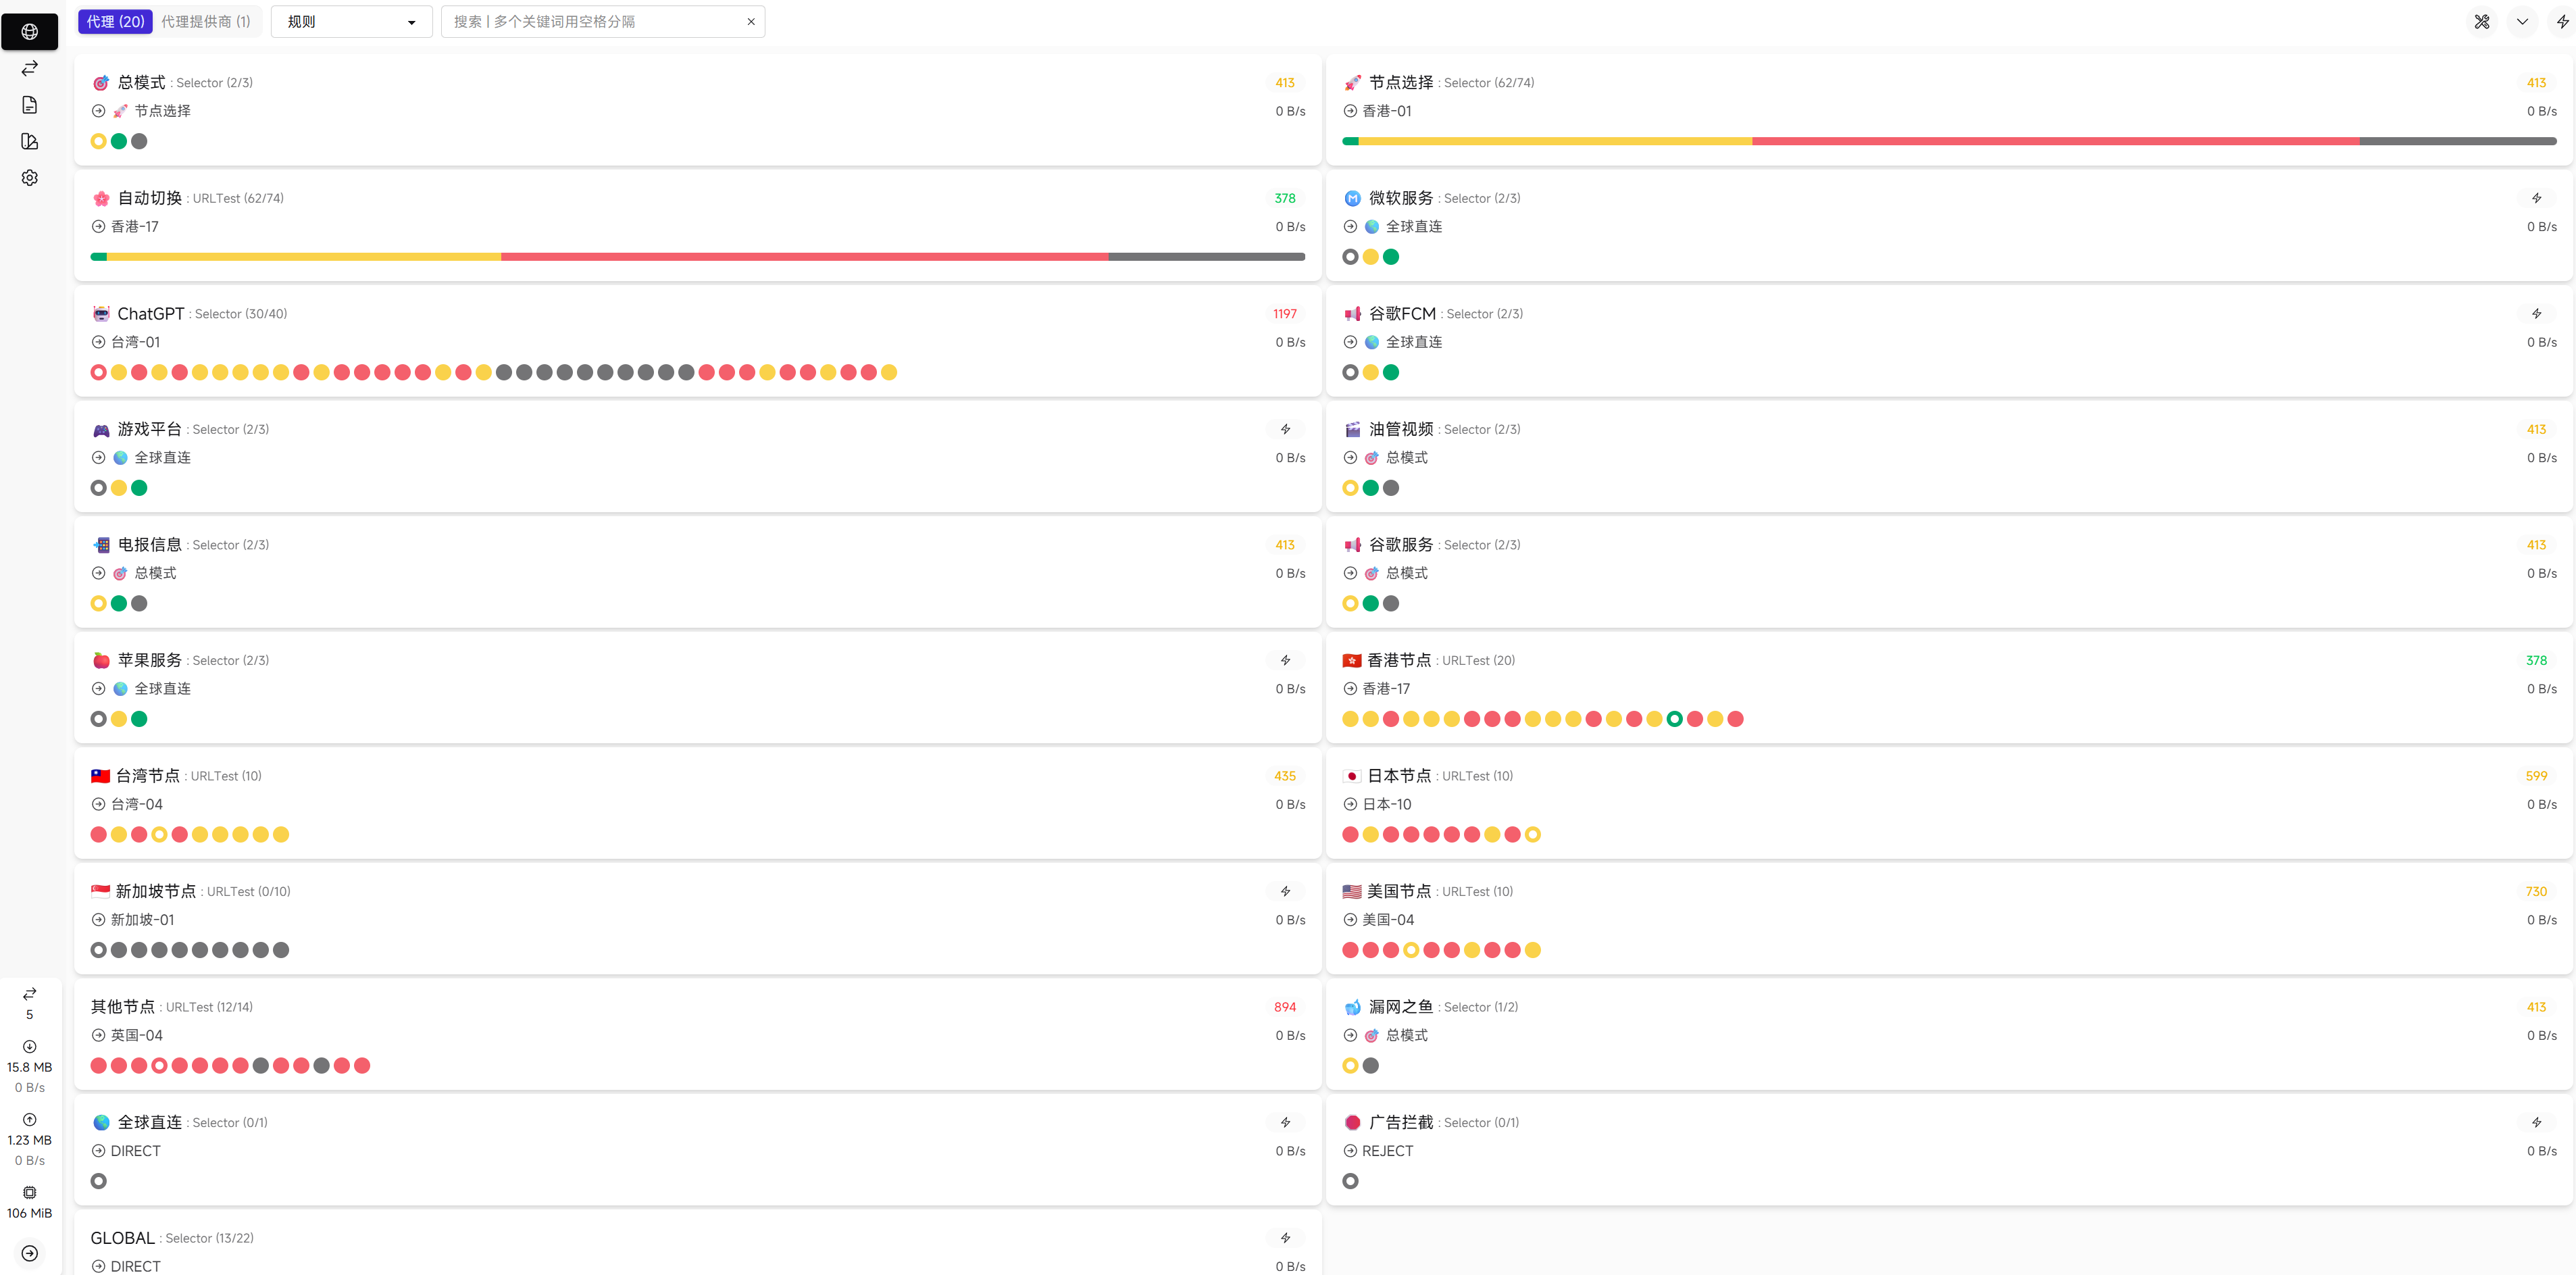 代理 (20) 代理提供商 (1) 规则 搜索 | 多个关键词用空格分隔
总模式 : Selector (2/3) 413
节点选择 0 B/s
节点选择 : Selector (62/74) 413
香港-01 0 B/s
自动切换 : URLTest (62/74) 378
香港-17 0 B/s
微软服务 : Selector (2/3)
全球直连 0 B/s
ChatGPT : Selector (30/40) 1197
台湾-01 0 B/s
谷歌FCM : Selector (2/3)
全球直连 0 B/s
游戏平台 : Selector (2/3)
全球直连 0 B/s
油管视频 : Selector (2/3) 413
总模式 0 B/s
电报信息 : Selector (2/3) 413
总模式 0 B/s
谷歌服务 : Selector (2/3) 413
总模式 0 B/s
苹果服务 : Selector (2/3)
全球直连 0 B/s
香港节点 : URLTest (20) 378
香港-17 0 B/s
台湾节点 : URLTest (10) 435
台湾-04 0 B/s
日本节点 : URLTest (10) 599
日本-10 0 B/s
新加坡节点 : URLTest (0/10)
新加坡-01 0 B/s
美国节点 : URLTest (10) 730
美国-04 0 B/s
其他节点 : URLTest (12/14) 894
英国-04 0 B/s
漏网之鱼 : Selector (1/2) 413
总模式 0 B/s
全球直连 : Selector (0/1)
DIRECT 0 B/s
广告拦截 : Selector (0/1)
REJECT 0 B/s
GLOBAL : Selector (13/22)
DIRECT 0 B/s
5
15.8 MB
0 B/s
1.23 MB
0 B/s
106 MiB